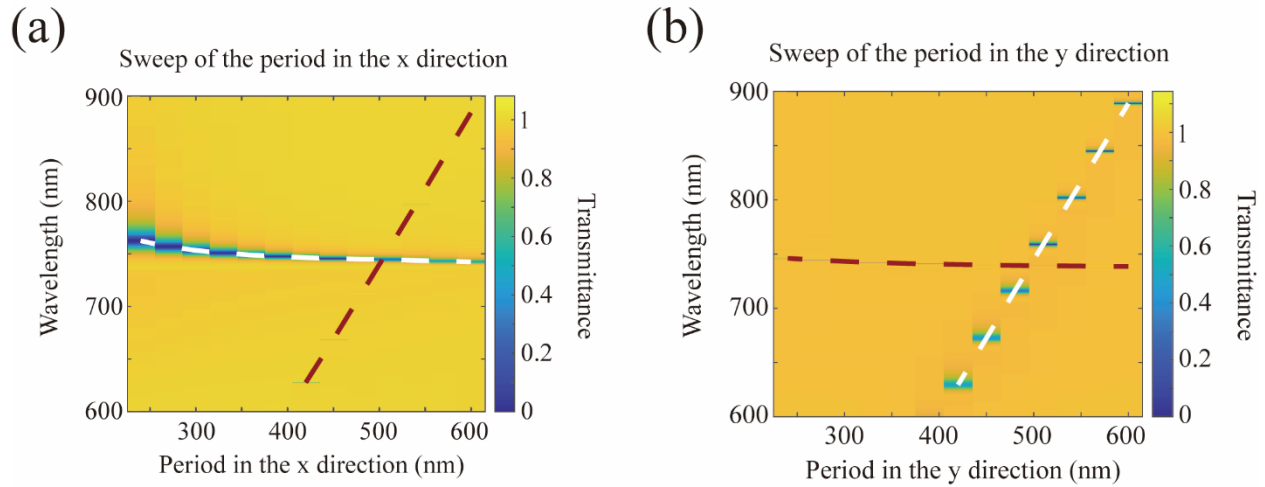 (a)
Sweep of the period in the x direction
900
800
700
600
Wavelength (nm)
300
400
500
600
Period in the x direction (nm)
1
0.8
0.6
0.4
0.2
0
Transmittance
(b)
Sweep of the period in the y direction
900
800
700
600
Wavelength (nm)
300
400
500
600
Period in the y direction (nm)
1
0.8
0.6
0.4
0.2
0
Transmittance